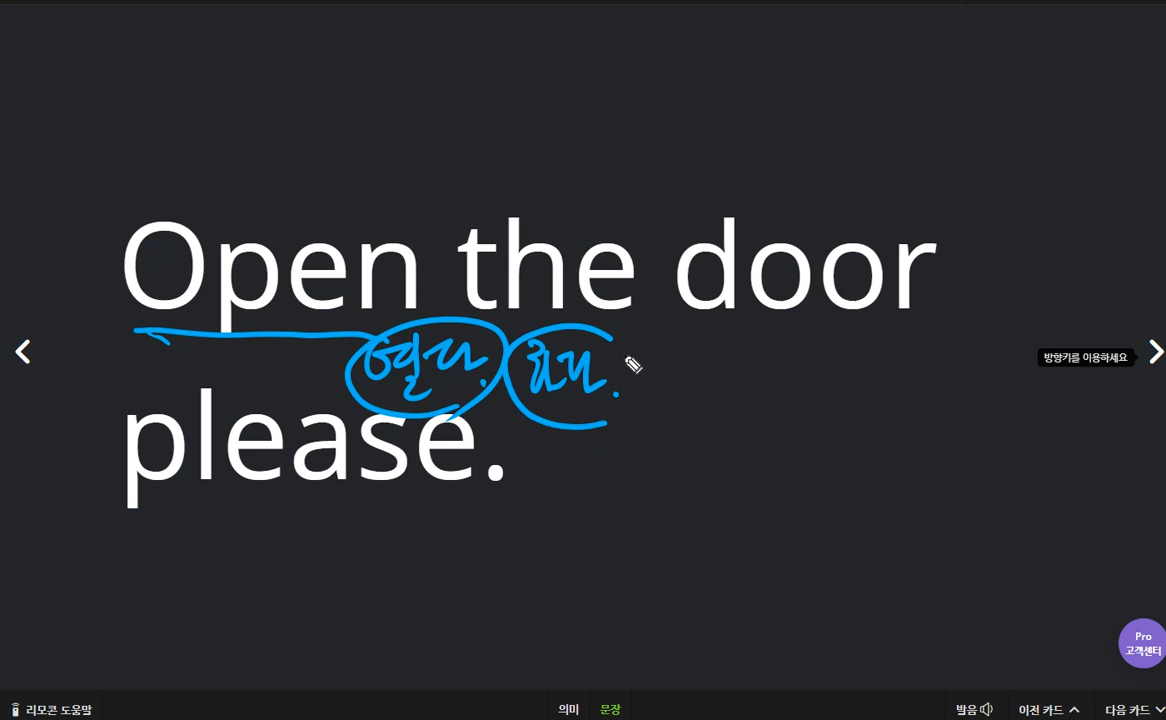 Open the door
열다.
please.
방향키를 이용하세요
Pro
고객센터
리모콘 도움말 의미 문장 발음 이전 카드 다음 카드